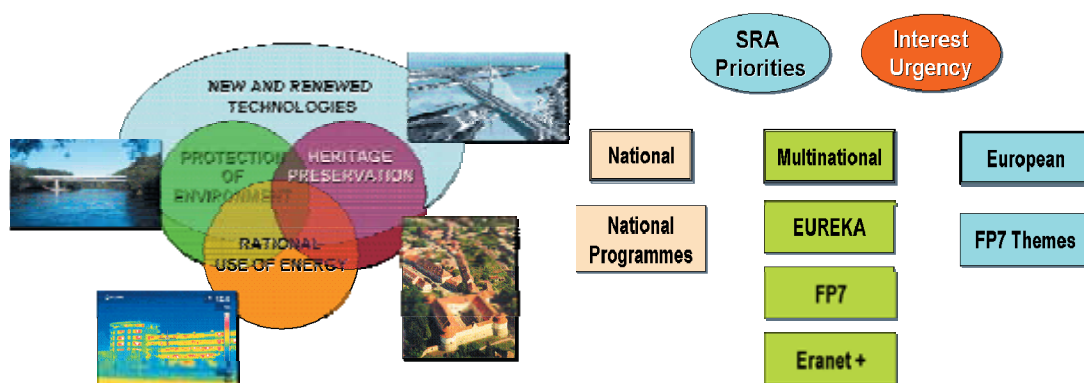 NEW AND RENEWED
TECHNOLOGIES
PROTECTION
OF
ENVIRONMENT
HERITAGE
PRESERVATION
RATIONAL
USE OF ENERGY
SRA
Priorities
Interest
Urgency
National
Multinational
European
National
Programmes
EUREKA
FP7 Themes
FP7
Eranet +